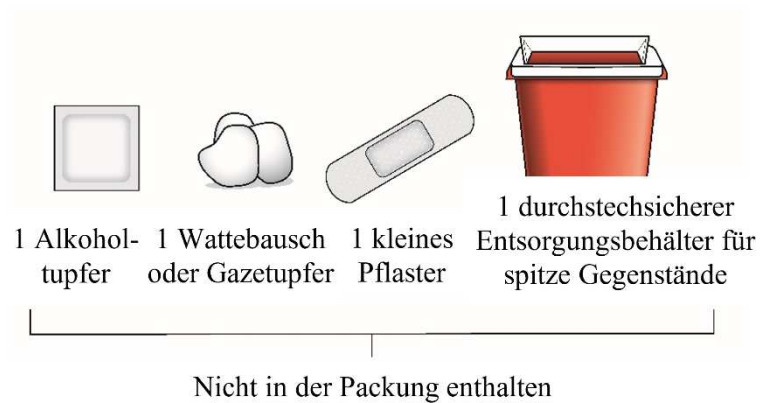 1 Alkohol-
tupfer
1 Wattebausch
oder Gazetupfer
1 kleines
Pflaster
1 durchstechsicherer
Entsorgungsbehälter für
spitze Gegenstände
Nicht in der Packung enthalten